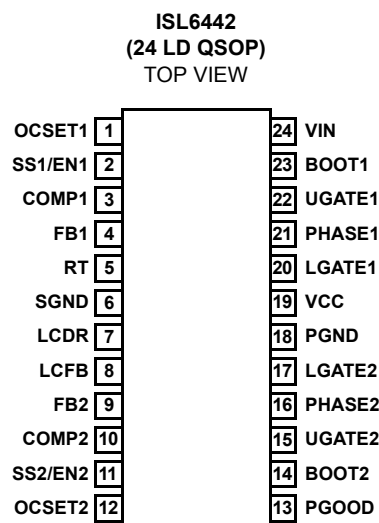 ISL6442
(24 LD QSOP)
TOP VIEW
OCSET1 1 24 VIN
SS1/EN1 2 23 BOOT1
COMP1 3 22 UGATE1
FB1 4 21 PHASE1
RT 5 20 LGATE1
SGND 6 19 VCC
LCDR 7 18 PGND
LCFB 8 17 LGATE2
FB2 9 16 PHASE2
COMP2 10 15 UGATE2
SS2/EN2 11 14 BOOT2
OCSET2 12 13 PGOOD